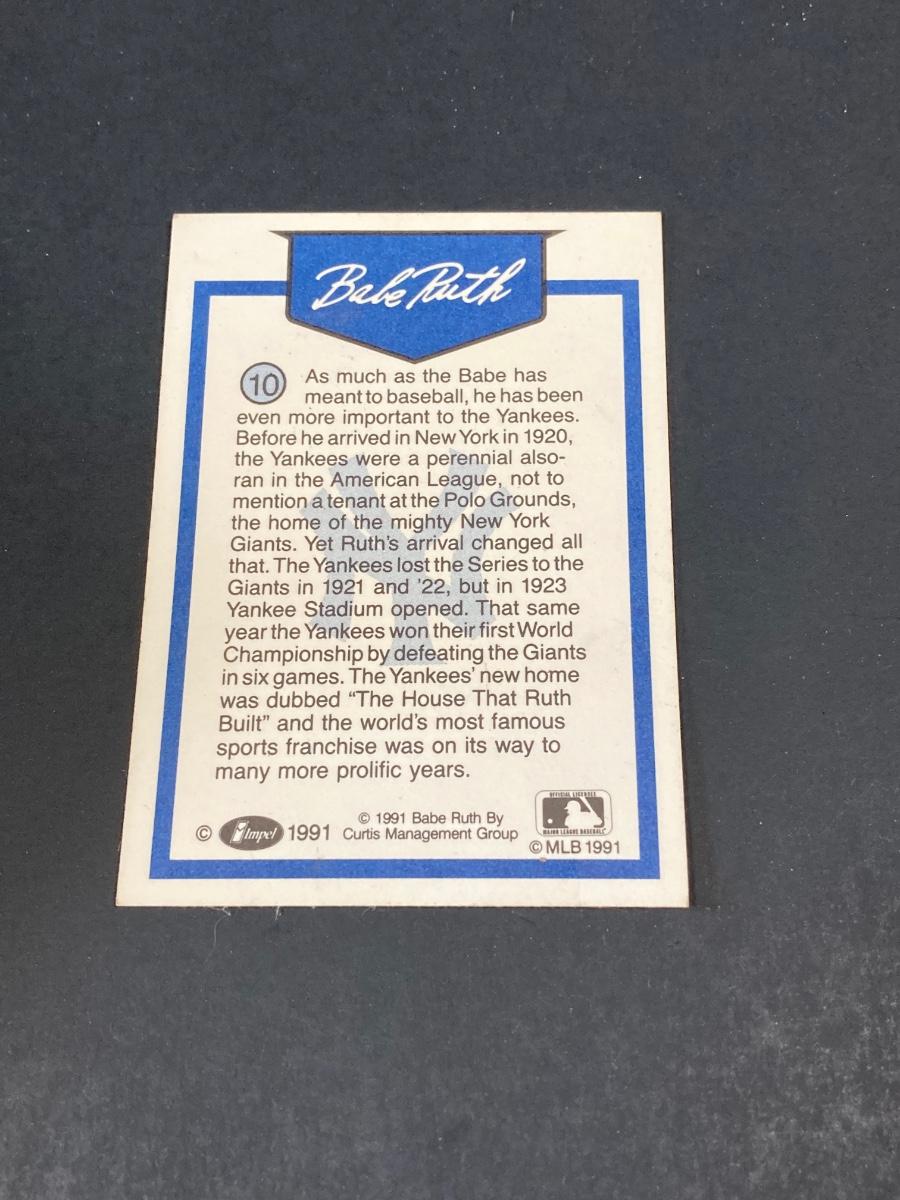 Babe Ruth
10 As much as the Babe has
meant to baseball, he has been
even more important to the Yankees.
Before he arrived in New York in 1920,
the Yankees were a perennial also-
ran in the American League, not to
mention a tenant at the Polo Grounds,
the home of the mighty New York
Giants. Yet Ruth's arrival changed all
that. The Yankees lost the Series to the
Giants in 1921 and '22, but in 1923
Yankee Stadium opened. That same
year the Yankees won their first World
Championship by defeating the Giants
in six games. The Yankees' new home
was dubbed “The House That Ruth
Built” and the world's most famous
sports franchise was on its way to
many more prolific years.
© Impel 1991
© 1991 Babe Ruth By
Curtis Management Group
OFFICIAL LICENSEE
MAJOR LEAGUE BASEBALL
© MLB 1991
NY